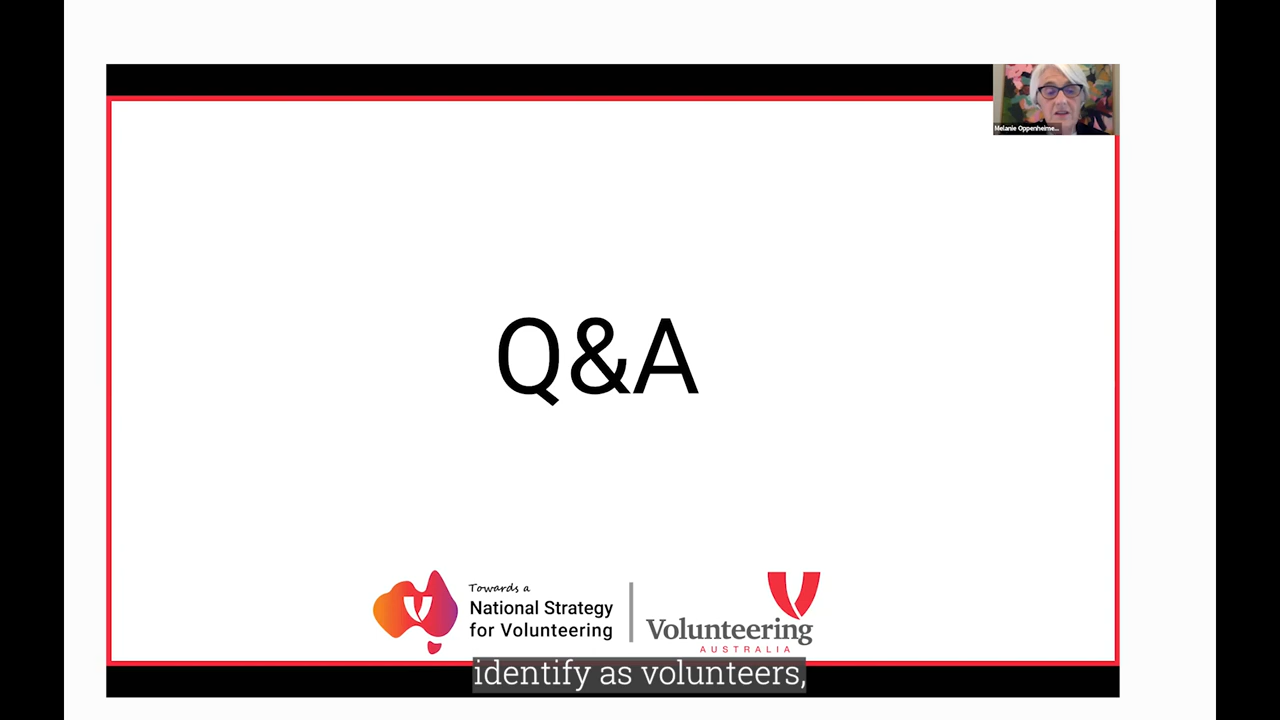 Melanie Oppenheime...
Q&A
Towards a
National Strategy
for Volunteering
Volunteering
AUSTRALIA
identify as volunteers,